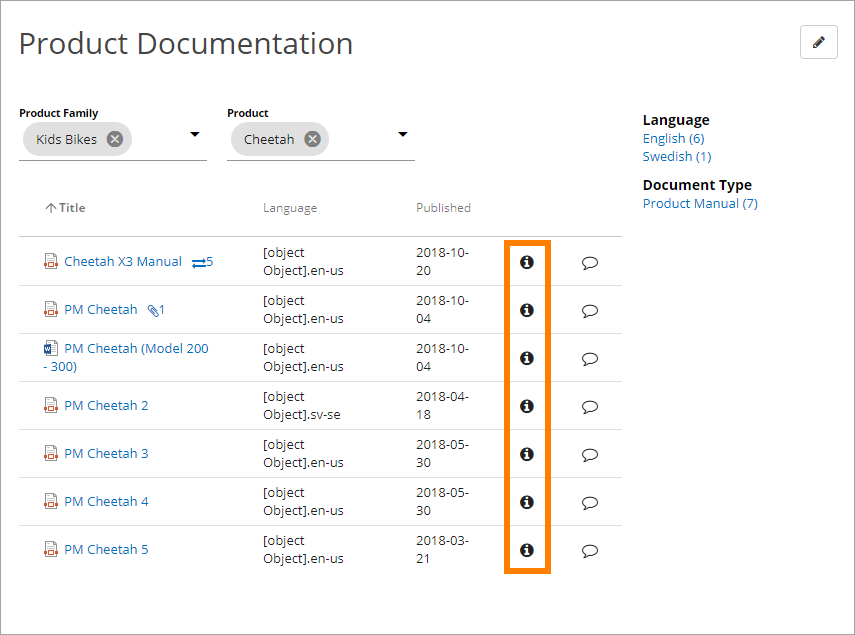 Product Documentation
Product Family
Product
Kids Bikes
Cheetah
Language
English (6)
Swedish (1)
Document Type
Product Manual (7)
Title
Language
Published
Cheetah X3 Manual 5
[object
Object].en-us
2018-10-
20
PM Cheetah 1
[object
Object].en-us
2018-10-
04
PM Cheetah (Model 200
- 300)
[object
Object].en-us
2018-10-
04
PM Cheetah 2
[object
Object].sv-se
2018-04-
18
PM Cheetah 3
[object
Object].en-us
2018-05-
30
PM Cheetah 4
[object
Object].en-us
2018-05-
30
PM Cheetah 5
[object
Object].en-us
2018-03-
21